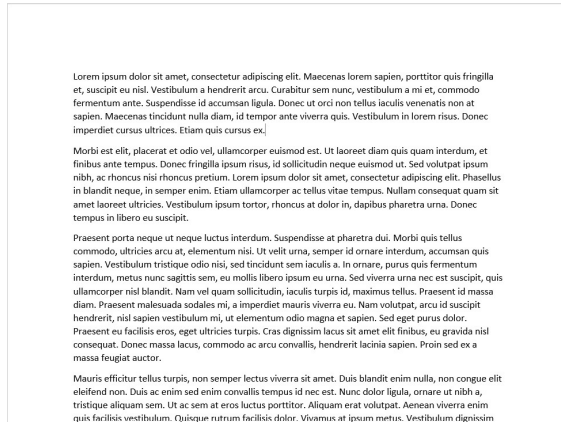 Lorem ipsum dolor sit amet, consectetur adipiscing elit. Maecenas lorem sapien, porttitor quis fringilla
et, suscipit eu nisl. Vestibulum a hendrerit arcu. Curabitur sem nunc, vestibulum a mi et, commodo
fermentum ante. Suspendisse id accumsan ligula. Donec ut orci non tellus iaculis venenatis non at
sapien. Maecenas tincidunt nulla diam, id tempor ante viverra quis. Vestibulum in lorem risus. Donec
imperdiet cursus ultrices. Etiam quis cursus ex.
Morbi est elit, placerat et odio vel, ullamcorper euismod est. Ut laoreet diam quis quam interdum, et
finibus ante tempus. Donec fringilla ipsum risus, id sollicitudin neque euismod ut. Sed volutpat ipsum
nibh, ac rhoncus nisi rhoncus pretium. Lorem ipsum dolor sit amet, consectetur adipiscing elit. Phasellus
in blandit neque, in semper enim. Etiam ullamcorper ac tellus vitae tempus. Nullam consequat quam sit
amet laoreet ultricies. Vestibulum ipsum tortor, rhoncus at dolor in, dapibus pharetra urna. Donec
tempus in libero eu suscipit.
Praesent porta neque ut neque luctus interdum. Suspendisse at pharetra dui. Morbi quis tellus
commodo, ultricies arcu at, elementum nisi. Ut velit urna, semper id ornare interdum, accumsan quis
sapien. Vestibulum tristique odio nisi, sed tincidunt sem iaculis a. In ornare, purus quis fermentum
interdum, metus nunc sagittis sem, eu mollis libero ipsum eu urna. Sed viverra urna nec est suscipit, quis
ullamcorper nisl blandit. Nam vel quam sollicitudin, iaculis turpis id, maximus tellus. Praesent id massa
diam. Praesent malesuada sodales mi, a imperdiet mauris viverra eu. Nam volutpat, arcu id suscipit
hendrerit, nisl sapien vestibulum mi, ut elementum odio magna et sapien. Sed eget purus dolor.
Praesent eu facilisis eros, eget ultricies turpis. Cras dignissim lacus sit amet elit finibus, eu gravida nisl
consequat. Donec massa lacus, commodo ac arcu convallis, hendrerit lacinia sapien. Proin sed ex a
massa feugiat auctor.
Mauris efficitur tellus turpis, non semper lectus viverra sit amet. Duis blandit enim nulla, non congue elit
eleifend non. Duis ac enim sed enim convallis tempus id nec est. Nunc dolor ligula, ornare ut nibh a,
tristique aliquam sem. Ut ac sem at eros luctus porttitor. Aliquam erat volutpat. Aenean viverra enim
quis facilisis vestibulum. Quisque rutrum facilisis dolor. Vivamus at ipsum metus. Vestibulum dignissim